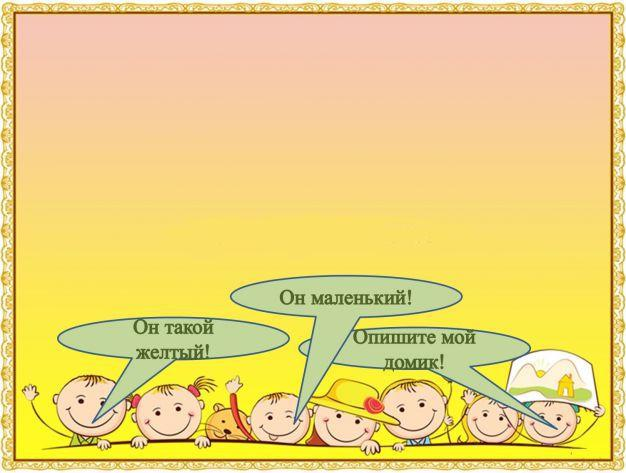 Он маленький!
Он такой
желтый!
Опишите мой
домик!